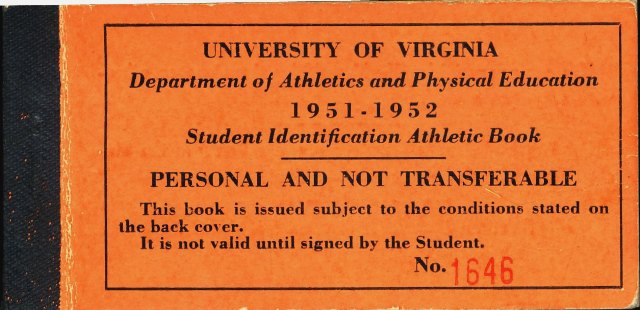 UNIVERSITY OF VIRGINIA
Department of Athletics and Physical Education
1951-1952
Student Identification Athletic Book
PERSONAL AND NOT TRANSFERABLE
This book is issued subject to the conditions stated on
the back cover.
It is not valid until signed by the Student.
No. 1646